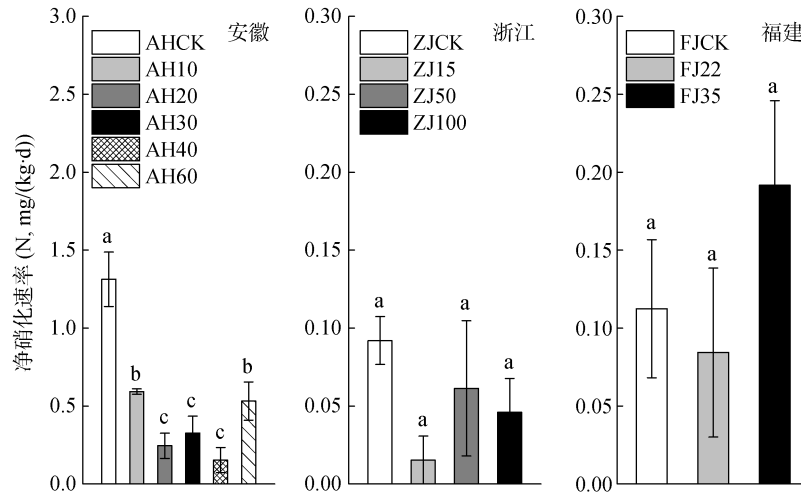 净硝化速率 (N, mg/(kg·d))
3.0
2.5
2.0
1.5
1.0
0.5
0.0
安徽
AHCK
AH10
AH20
AH30
AH40
AH60
a
b
c
c
c
b
0.30
0.25
0.20
0.15
0.10
0.05
0.00
浙江
ZJCK
ZJ15
ZJ50
ZJ100
a
a
a
a
0.30
0.25
0.20
0.15
0.10
0.05
0.00
福建
FJCK
FJ22
FJ35
a
a
a